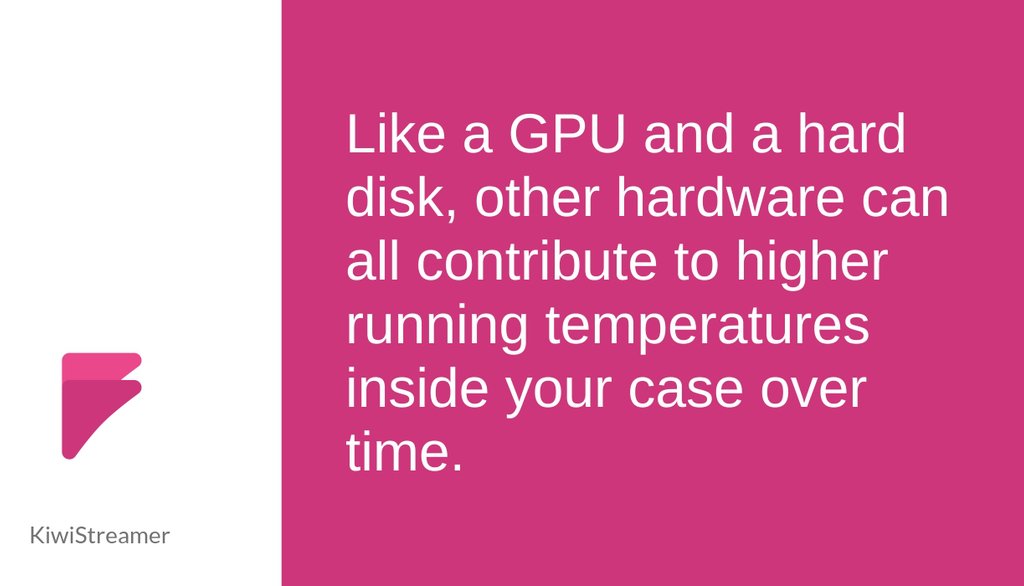 Like a GPU and a hard
disk, other hardware can
all contribute to higher
running temperatures
inside your case over
time.
KiwiStreamer